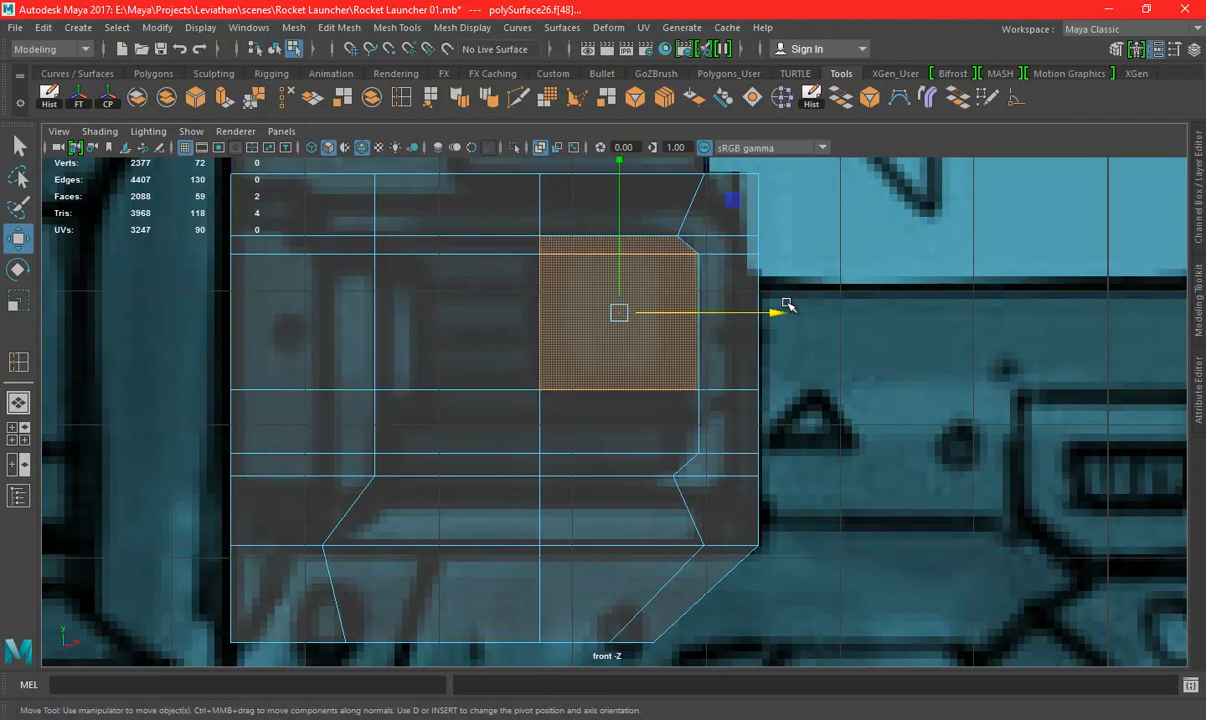 Autodesk Maya 2017: E:\Maya\Projects\Leviathan\scenes\Rocket Launcher\Rocket Launcher 01.mb* --- polySurface26.f[48]...
File Edit Create Select Modify Display Windows Mesh Edit Mesh Mesh Tools Mesh Display Curves Surfaces Deform UV Generate Cache Help
Workspace : Maya Classic
Modeling No Live Surface Sign In
Curves / Surfaces Polygons Sculpting Rigging Animation Rendering FX FX Caching Custom Bullet GoZBrush Polygons_User TURTLE Tools XGen_User Bifrost MASH Motion Graphics XGen
Hist FT CP Hist
View Shading Lighting Show Renderer Panels
0.00 1.00 sRGB gamma
Verts: 2377 72 0
Edges: 4407 130 0
Faces: 2088 59 2
Tris: 3968 118 4
UVs: 3247 90 0
Channel Box / Layer Editor
Modeling Toolkit
Attribute Editor
y
front -Z
MEL
Move Tool: Use manipulator to move object(s). Ctrl+MMB+drag to move components along normals. Use D or INSERT to change the pivot position and axis orientation.